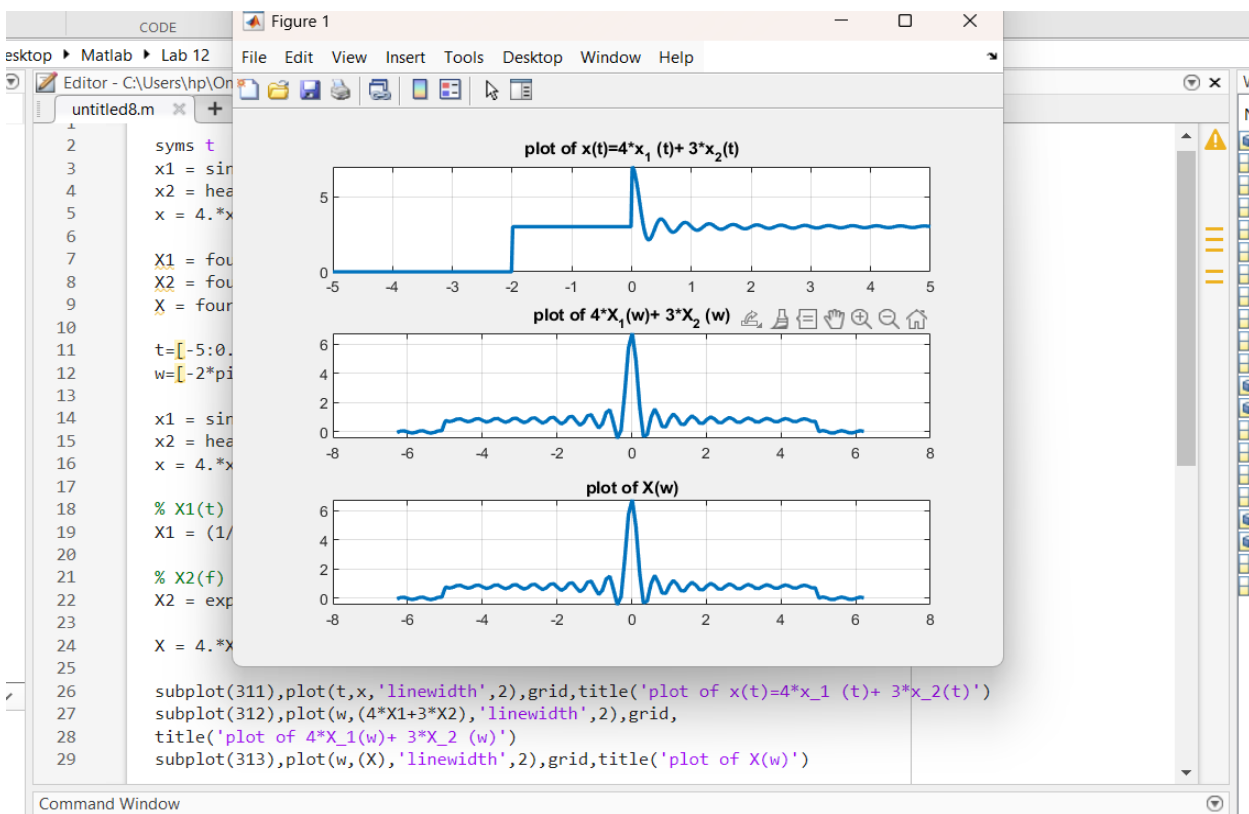 CODE
Figure 1
esktop ▸ Matlab ▸ Lab 12
File Edit View Insert Tools Desktop Window Help
Editor - C:\Users\hp\On
untitled8.m
1
2 syms t
3 x1 = sin
4 x2 = hea
5 x = 4.*x
6
7 X1 = fou
8 X2 = fou
9 X = four
10
11 t=[-5:0.
12 w=[-2*pi
13
14 x1 = sin
15 x2 = hea
16 x = 4.*x
17
18 % X1(t)
19 X1 = (1/
20
21 % X2(f)
22 X2 = exp
23
24 X = 4.*X
25
26 subplot(311),plot(t,x,'linewidth',2),grid,title('plot of x(t)=4*x_1 (t)+ 3*x_2(t)')
27 subplot(312),plot(w,(4*X1+3*X2),'linewidth',2),grid,
28 title('plot of 4*X_1(w)+ 3*X_2 (w)')
29 subplot(313),plot(w,(X),'linewidth',2),grid,title('plot of X(w)')
plot of x(t)=4*x1 (t)+ 3*x2(t)
5
0
-5 -4 -3 -2 -1 0 1 2 3 4 5
plot of 4*X1(w)+ 3*X2 (w)
6
4
2
0
-8 -6 -4 -2 0 2 4 6 8
plot of X(w)
6
4
2
0
-8 -6 -4 -2 0 2 4 6 8
Command Window